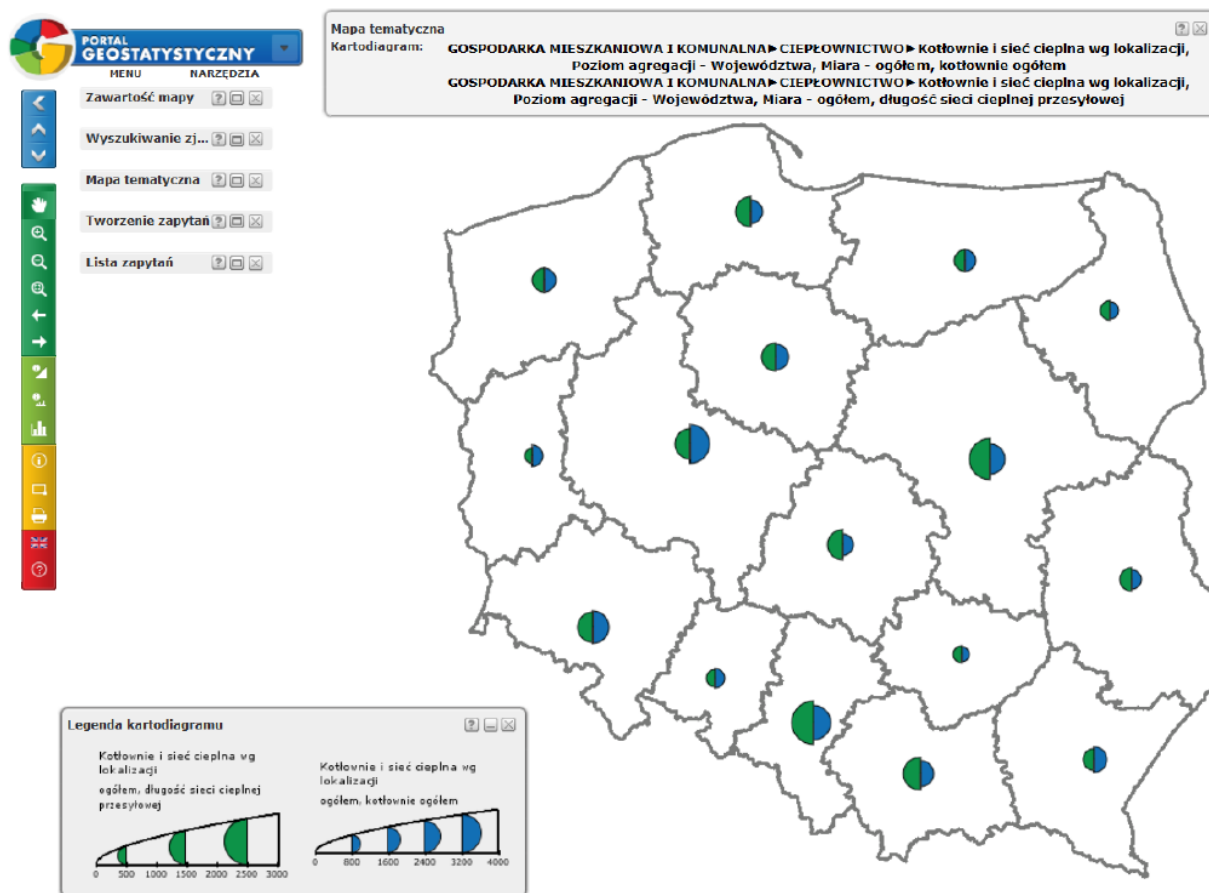 PORTAL
GEOSTATYSTYCZNY
MENU NARZĘDZIA
Zawartość mapy
Wyszukiwanie zj...
Mapa tematyczna
Tworzenie zapytań
Lista zapytań
Mapa tematyczna
Kartodiagram: GOSPODARKA MIESZKANIOWA I KOMUNALNA►CIEPŁOWNICTWO►Kotłownie i sieć cieplna wg lokalizacji,
Poziom agregacji - Województwa, Miara - ogółem, kotłownie ogółem
GOSPODARKA MIESZKANIOWA I KOMUNALNA►CIEPŁOWNICTWO►Kotłownie i sieć cieplna wg lokalizacji,
Poziom agregacji - Województwa, Miara - ogółem, długość sieci cieplnej przesyłowej
Legenda kartodiagramu
Kotłownie i sieć cieplna wg
lokalizacji
ogółem, długość sieci cieplnej
przesyłowej
0 500 1500 2500 3000
Kotłownie i sieć cieplna wg
lokalizacji
ogółem, kotłownie ogółem
0 800 1600 2400 3200 4000